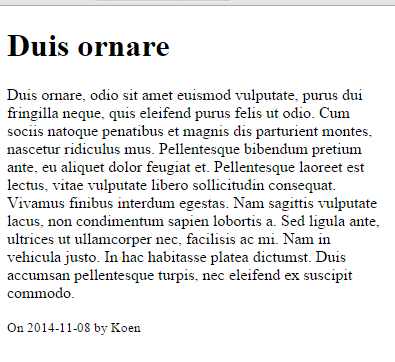 Duis ornare
Duis ornare, odio sit amet euismod vulputate, purus dui
fringilla neque, quis eleifend purus felis ut odio. Cum
sociis natoque penatibus et magnis dis parturient montes,
nascetur ridiculus mus. Pellentesque bibendum pretium
ante, eu aliquet dolor feugiat et. Pellentesque laoreet est
lectus, vitae vulputate libero sollicitudin consequat.
Vivamus finibus interdum egestas. Nam sagittis vulputate
lacus, non condimentum sapien lobortis a. Sed ligula ante,
ultrices ut ullamcorper nec, facilisis ac mi. Nam in
vehicula justo. In hac habitasse platea dictumst. Duis
accumsan pellentesque turpis, nec eleifend ex suscipit
commodo.
On 2014-11-08 by Koen